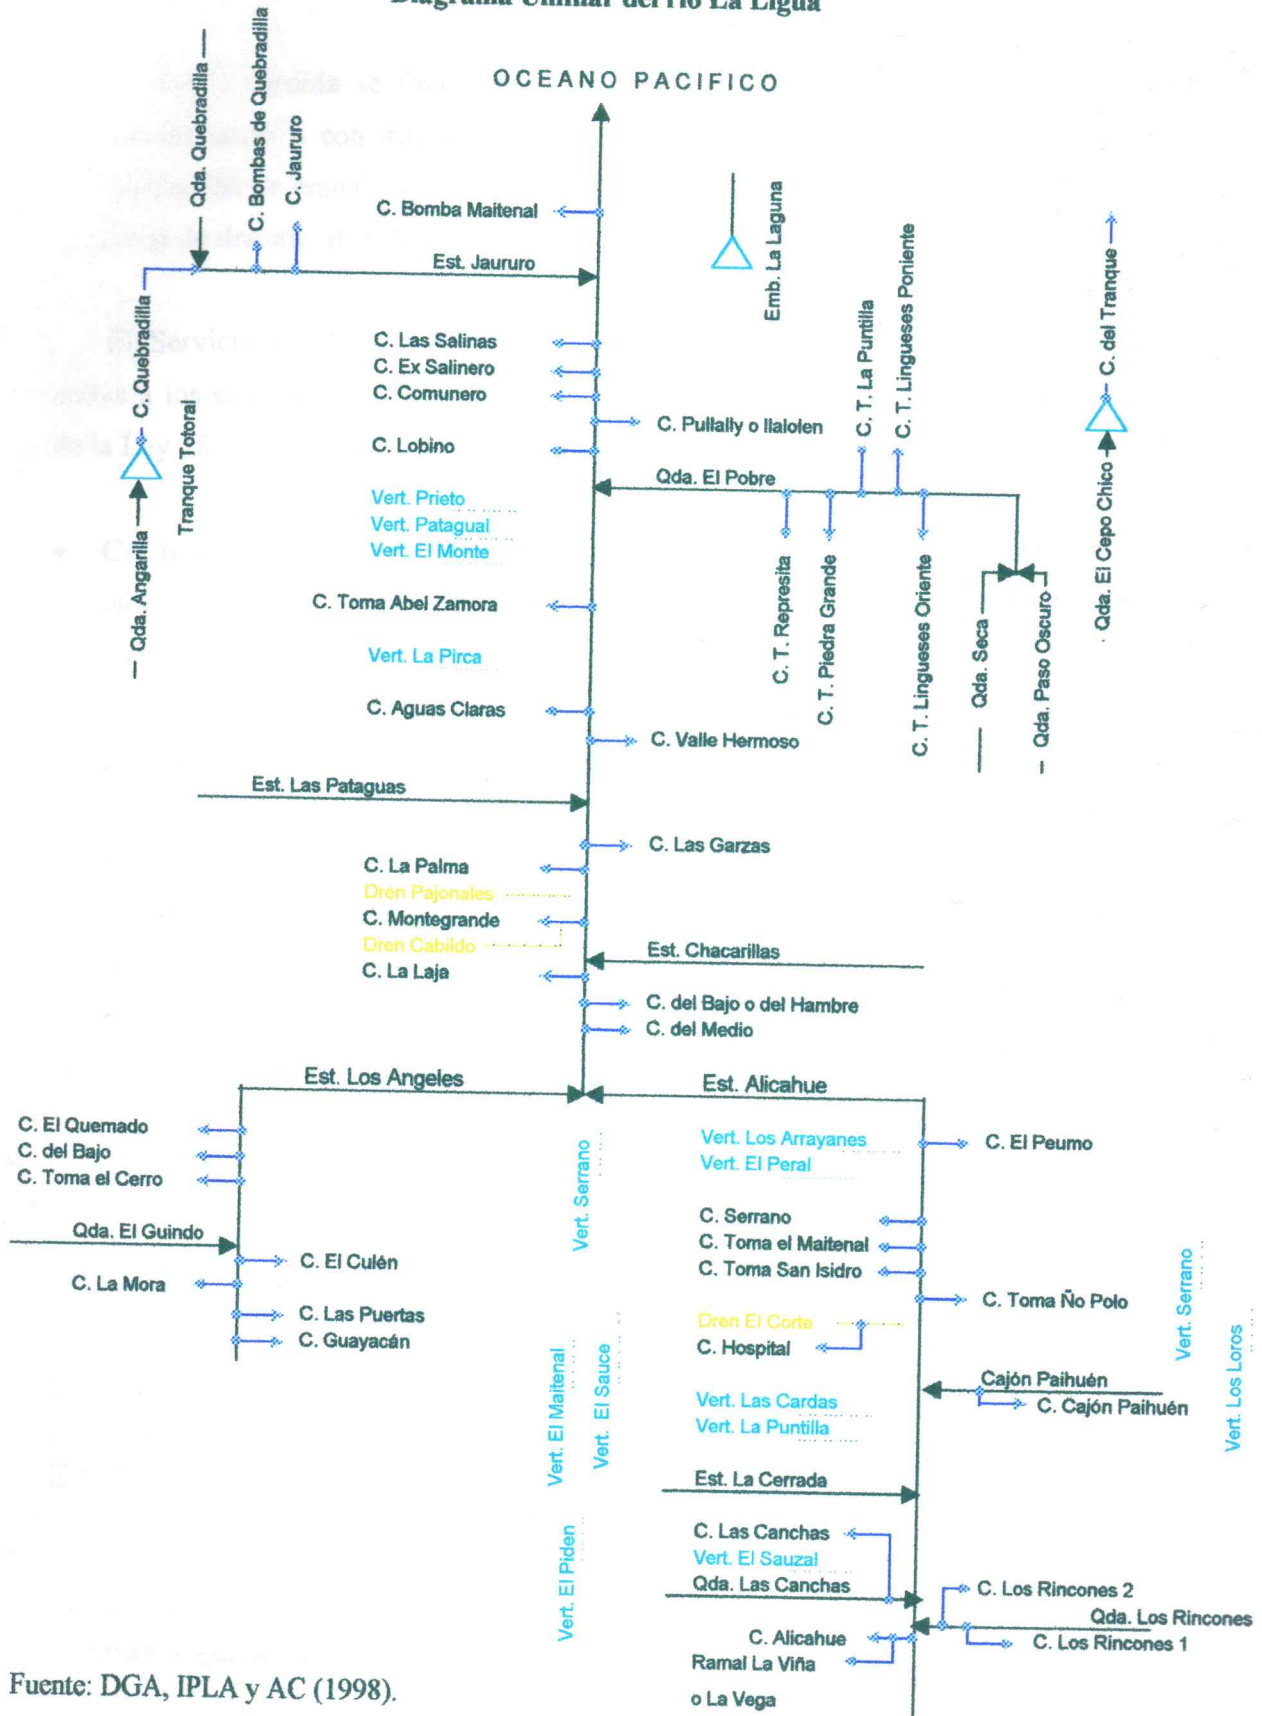 Diagrama Unifilar del río La Ligua
OCEANO PACIFICO
Qda. Quebradilla
C. Bombas de Quebradilla
C. Jaururo
C. Bomba Maitenal
Est. Jaururo
Emb. La Laguna
C. Quebradilla
Tranque Totoral
Qda. Angarilla
C. Las Salinas
C. Ex Salinero
C. Comunero
C. Pullally o Ilalolen
C. Lobino
Qda. El Pobre
C. T. La Puntilla
C. T. Lingueses Poniente
C. del Tranque
Qda. El Cepo Chico
Vert. Prieto
Vert. Patagual
Vert. El Monte
C. Toma Abel Zamora
C. T. Represita
C. T. Piedra Grande
C. T. Lingueses Oriente
Qda. Seca
Qda. Paso Oscuro
Vert. La Pirca
C. Aguas Claras
C. Valle Hermoso
Est. Las Pataguas
C. Las Garzas
C. La Palma
Dren Pajonales
C. Montegrande
Dren Cabildo
Est. Chacarillas
C. La Laja
C. del Bajo o del Hambre
C. del Medio
Est. Los Angeles
Est. Alicahue
C. El Quemado
C. del Bajo
C. Toma el Cerro
Qda. El Guindo
C. El Culén
C. La Mora
C. Las Puertas
C. Guayacán
Vert. Serrano
Vert. El Maitenal
Vert. El Sauce
Vert. El Piden
Vert. Los Arrayanes
Vert. El Peral
C. El Peumo
C. Serrano
C. Toma el Maitenal
C. Toma San Isidro
C. Toma Ño Polo
Vert. Serrano
Vert. Los Loros
Dren El Corte
C. Hospital
Cajón Paihuén
C. Cajón Paihuén
Vert. Las Cardas
Vert. La Puntilla
Est. La Cerrada
C. Las Canchas
Vert. El Sauzal
Qda. Las Canchas
C. Los Rincones 2
Qda. Los Rincones
C. Los Rincones 1
C. Alicahue
Ramal La Viña
o La Vega
Fuente: DGA, IPLA y AC (1998).